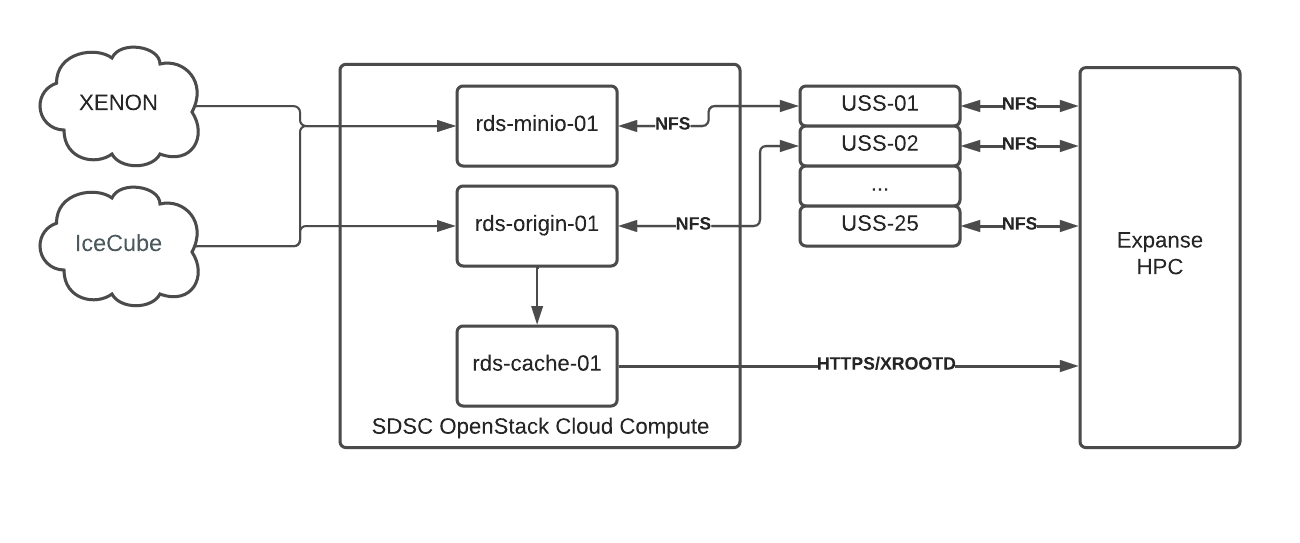 XENON
IceCube
rds-minio-01
NFS
rds-origin-01
NFS
rds-cache-01
SDSC OpenStack Cloud Compute
USS-01
USS-02
...
USS-25
NFS
NFS
NFS
HTTPS/XROOTD
Expanse
HPC